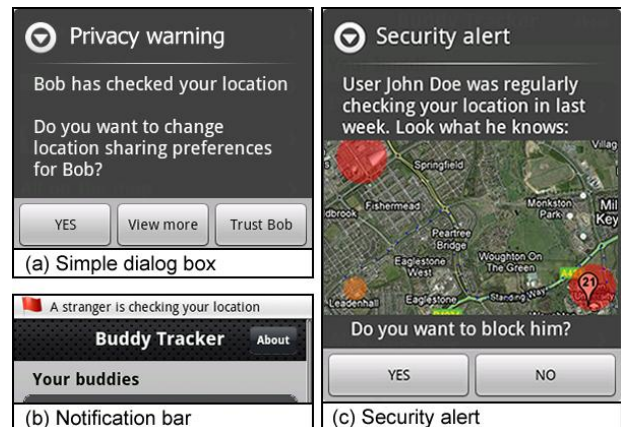 Privacy warning
Bob has checked your location
Do you want to change
location sharing preferences
for Bob?
YES
View more
Trust Bob
(a) Simple dialog box
A stranger is checking your location
Buddy Tracker
About
Your buddies
(b) Notification bar
Security alert
User John Doe was regularly
checking your location in last
week. Look what he knows:
Villag
Springfield
Fishermead
dbrook
Monkston
Park
Mil
Key
Peartree
Bridge
Eaglestone
West
Woughton On
The Green
21
Leadenhall
Eaglestone
Standing Way
Do you want to block him?
YES
NO
(c) Security alert